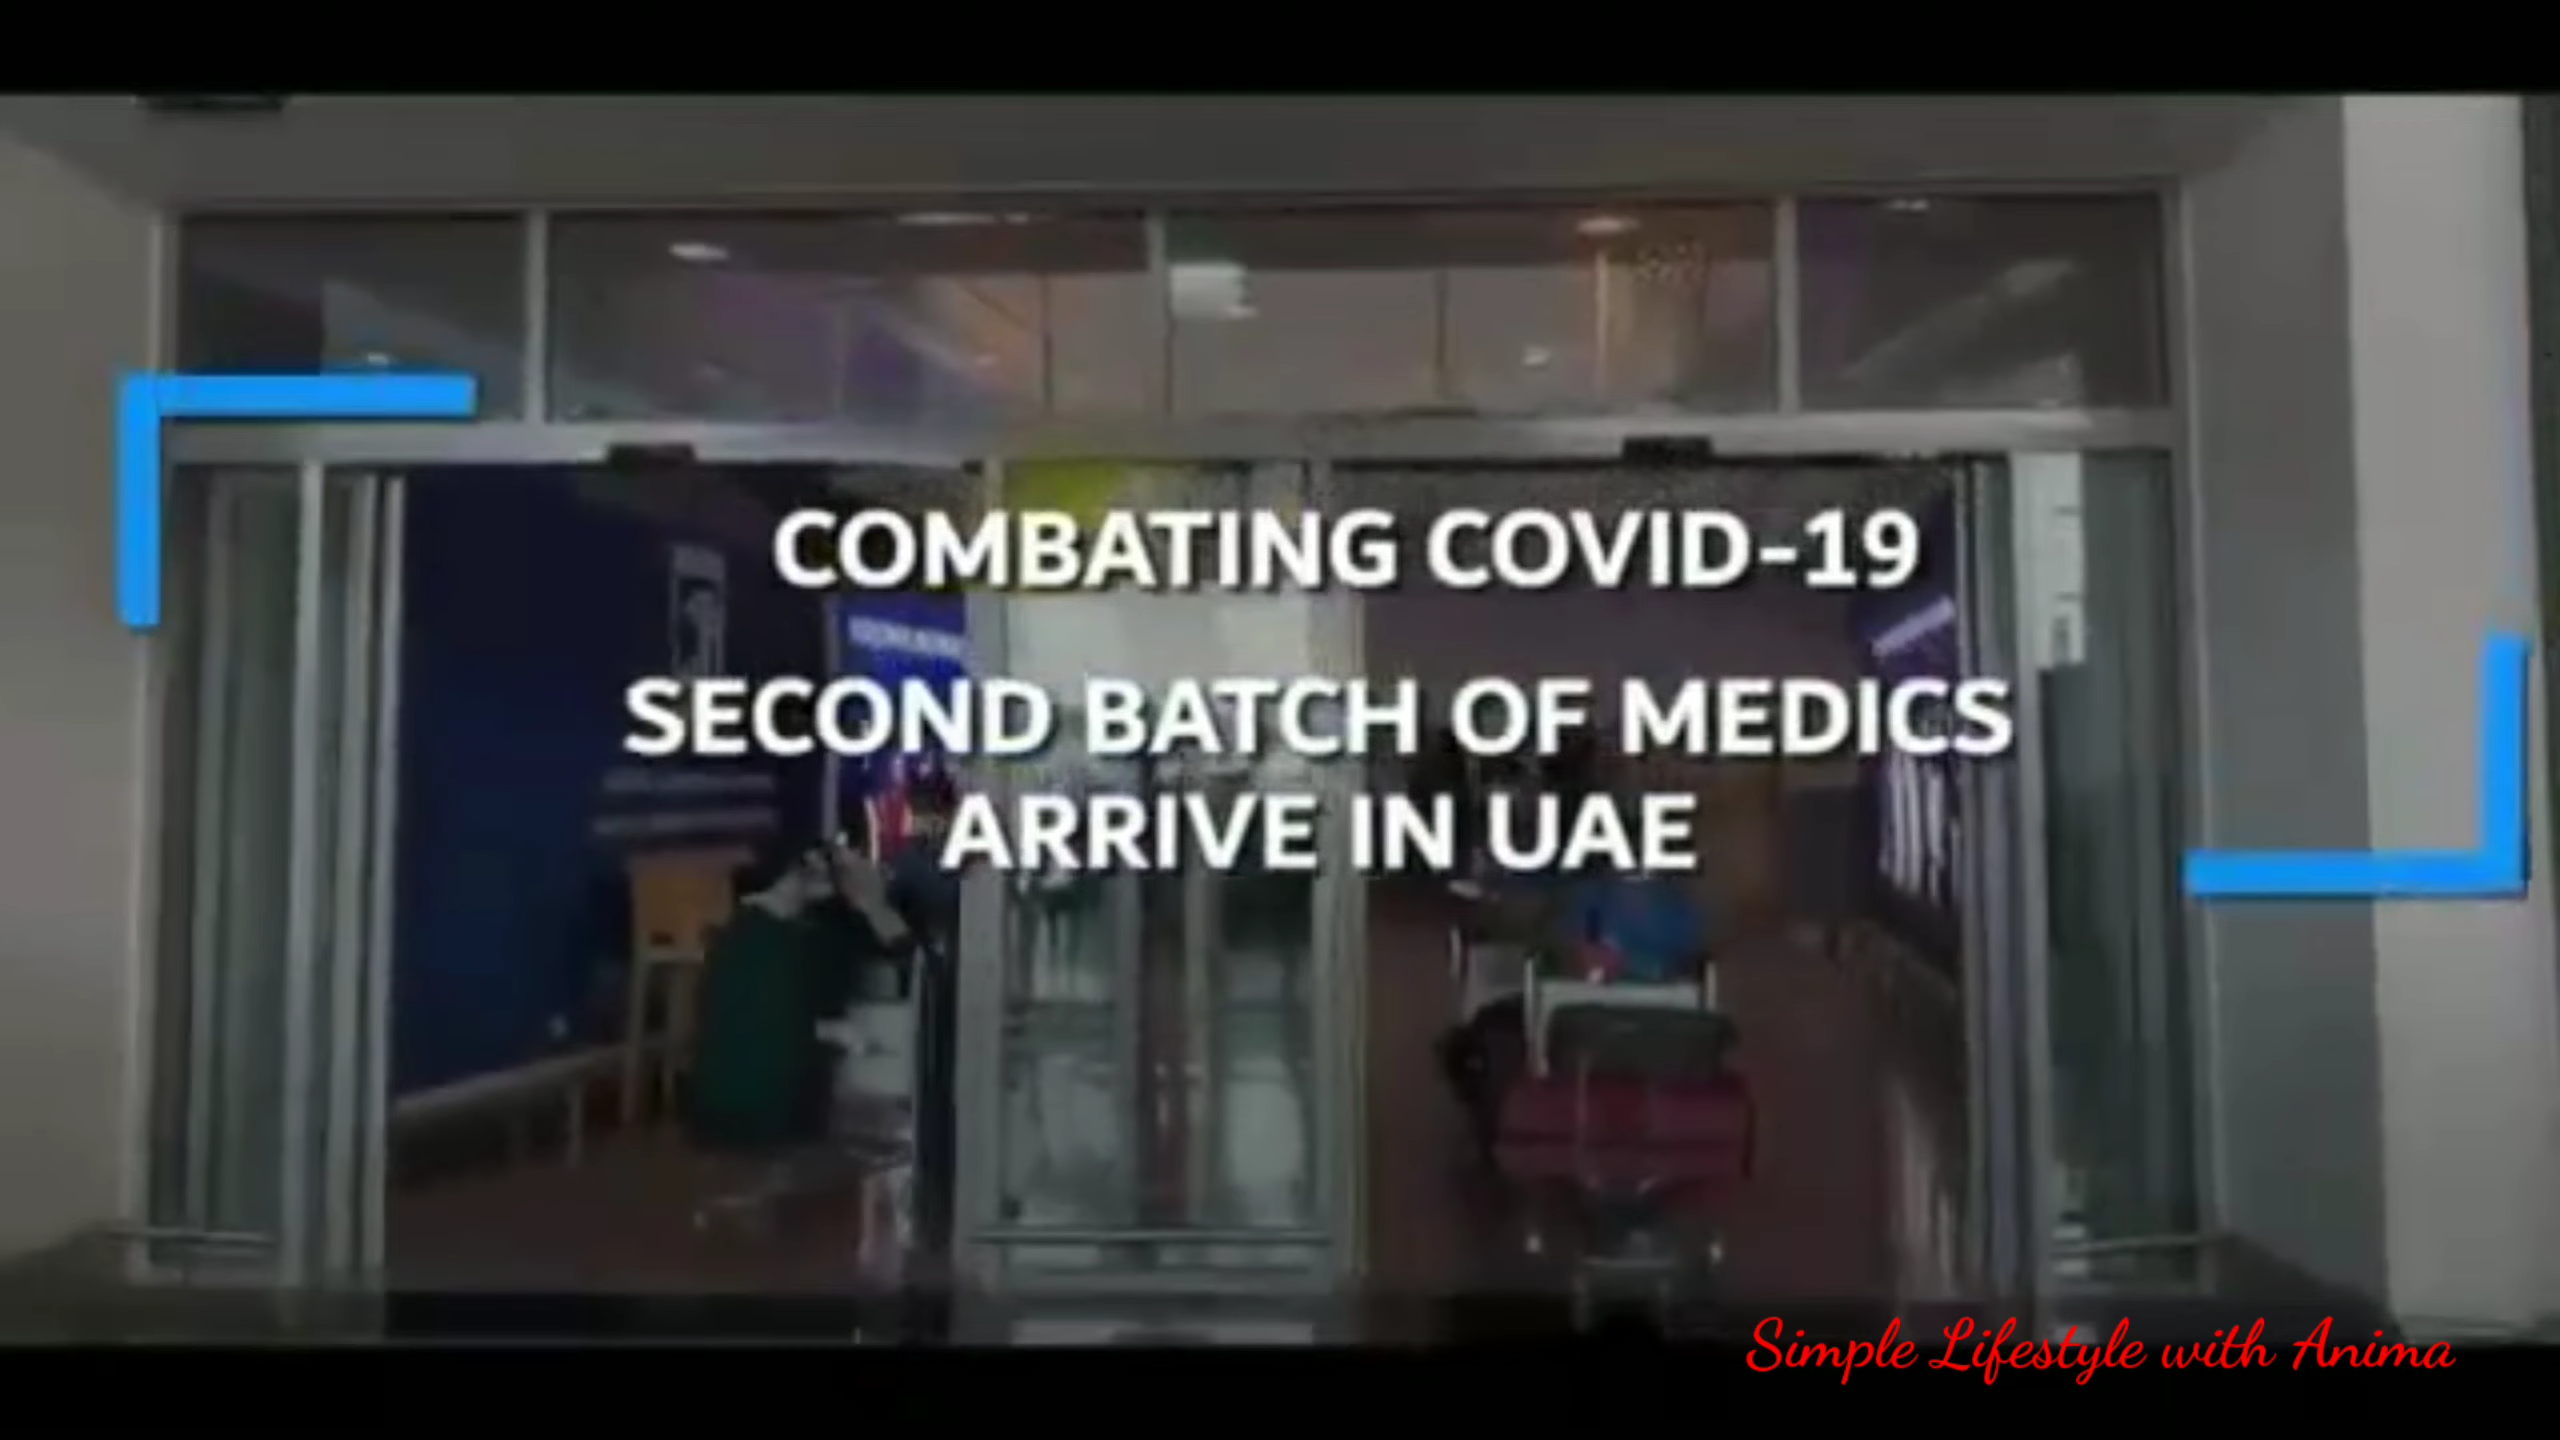 COMBATING COVID-19
SECOND BATCH OF MEDICS
ARRIVE IN UAE
Simple Lifestyle with Anima